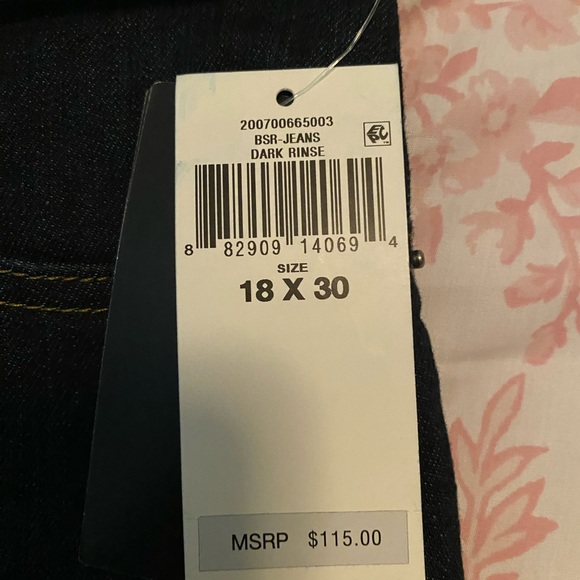 200700665003
BSR-JEANS
DARK RINSE
8 82909 14069 4
SIZE
18 X 30
MSRP $115.00